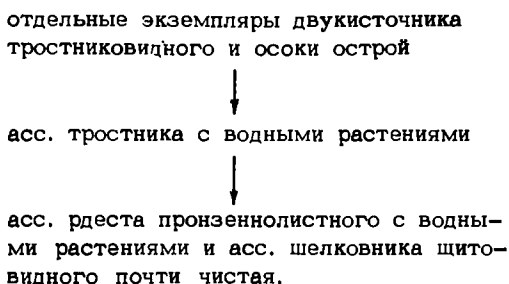 отдельные экземпляры двукисточника
тростниковидного и осоки острой
асс. тростника с водными растениями
асс. рдеста пронзеннолистного с водны-
ми растениями и асс. шелковника щито-
видного почти чистая.